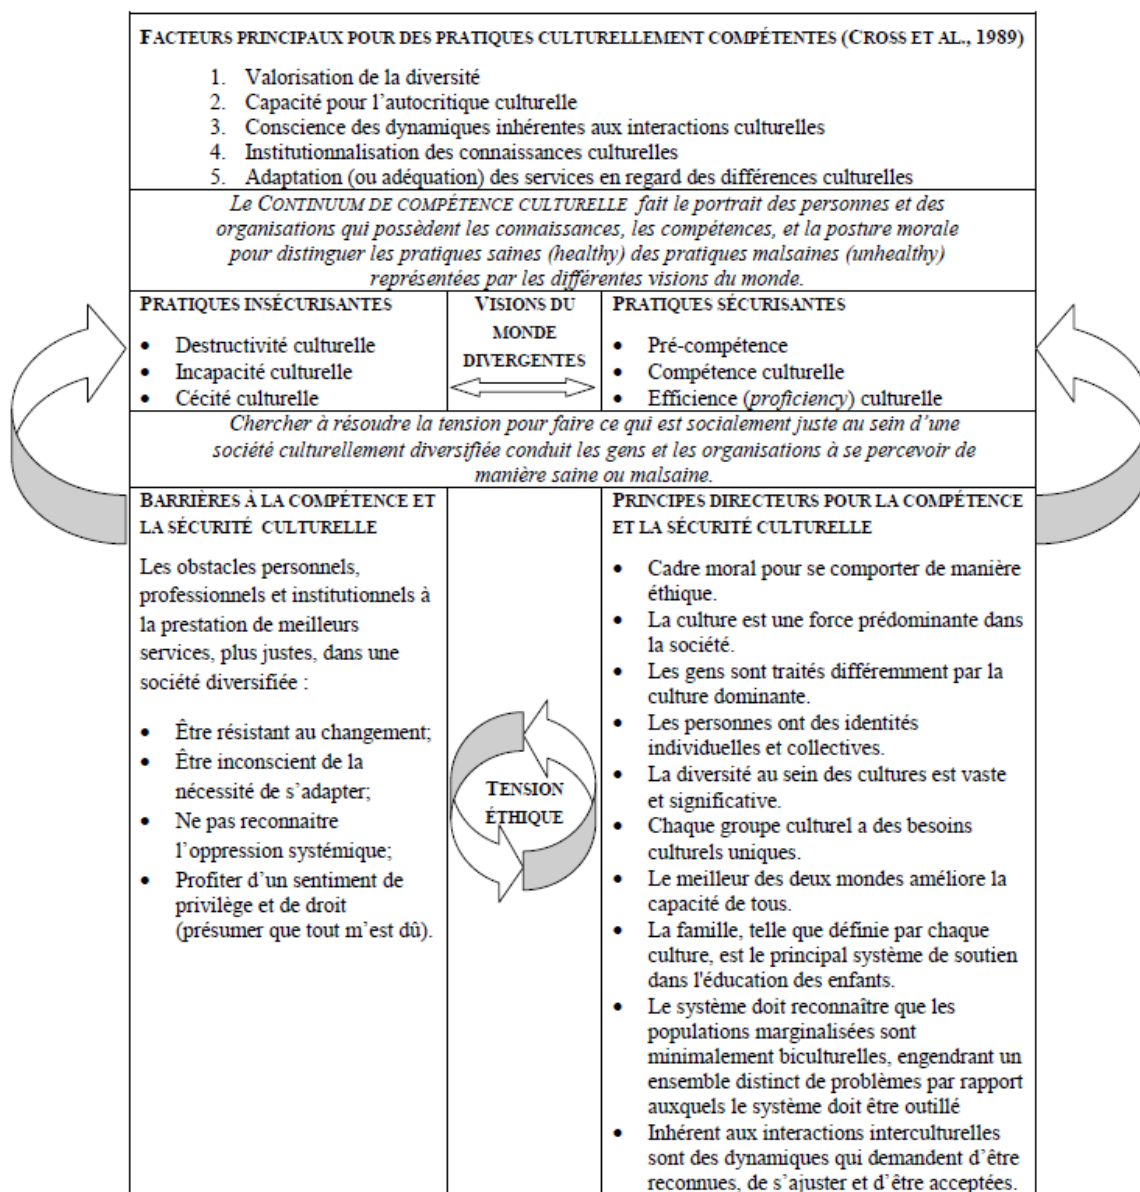 FACTEURS PRINCIPAUX POUR DES PRATIQUES CULTURELLEMENT COMPÉTENTES (CROSS ET AL., 1989)
1. Valorisation de la diversité
2. Capacité pour l'autocritique culturelle
3. Conscience des dynamiques inhérentes aux interactions culturelles
4. Institutionnalisation des connaissances culturelles
5. Adaptation (ou adéquation) des services en regard des différences culturelles
Le CONTINUUM DE COMPÉTENCE CULTURELLE fait le portrait des personnes et des
organisations qui possèdent les connaissances, les compétences, et la posture morale
pour distinguer les pratiques saines (healthy) des pratiques malsaines (unhealthy)
représentées par les différentes visions du monde.
PRATIQUES INSÉCURISANTES
• Destructivité culturelle
• Incapacité culturelle
• Cécité culturelle
VISIONS DU
MONDE
DIVERGENTES
PRATIQUES SÉCURISANTES
• Pré-compétence
• Compétence culturelle
• Efficience (proficiency) culturelle
Chercher à résoudre la tension pour faire ce qui est socialement juste au sein d'une
société culturellement diversifiée conduit les gens et les organisations à se percevoir de
manière saine ou malsaine.
BARRIÈRES À LA COMPÉTENCE ET
LA SÉCURITÉ CULTURELLE
Les obstacles personnels,
professionnels et institutionnels à
la prestation de meilleurs
services, plus justes, dans une
société diversifiée :
• Être résistant au changement;
• Être inconscient de la
nécessité de s'adapter;
• Ne pas reconnaitre
l'oppression systémique;
• Profiter d'un sentiment de
privilège et de droit
(présumer que tout m'est dû).
TENSION
ÉTHIQUE
PRINCIPES DIRECTEURS POUR LA COMPÉTENCE
ET LA SÉCURITÉ CULTURELLE
• Cadre moral pour se comporter de manière
éthique.
• La culture est une force prédominante dans
la société.
• Les gens sont traités différemment par la
culture dominante.
• Les personnes ont des identités
individuelles et collectives.
• La diversité au sein des cultures est vaste
et significative.
• Chaque groupe culturel a des besoins
culturels uniques.
• Le meilleur des deux mondes améliore la
capacité de tous.
• La famille, telle que définie par chaque
culture, est le principal système de soutien
dans l'éducation des enfants.
• Le système doit reconnaître que les
populations marginalisées sont
minimalement biculturelles, engendrant un
ensemble distinct de problèmes par rapport
auxquels le système doit être outillé
• Inhérent aux interactions interculturelles
sont des dynamiques qui demandent d'être
reconnues, de s'ajuster et d'être acceptées.